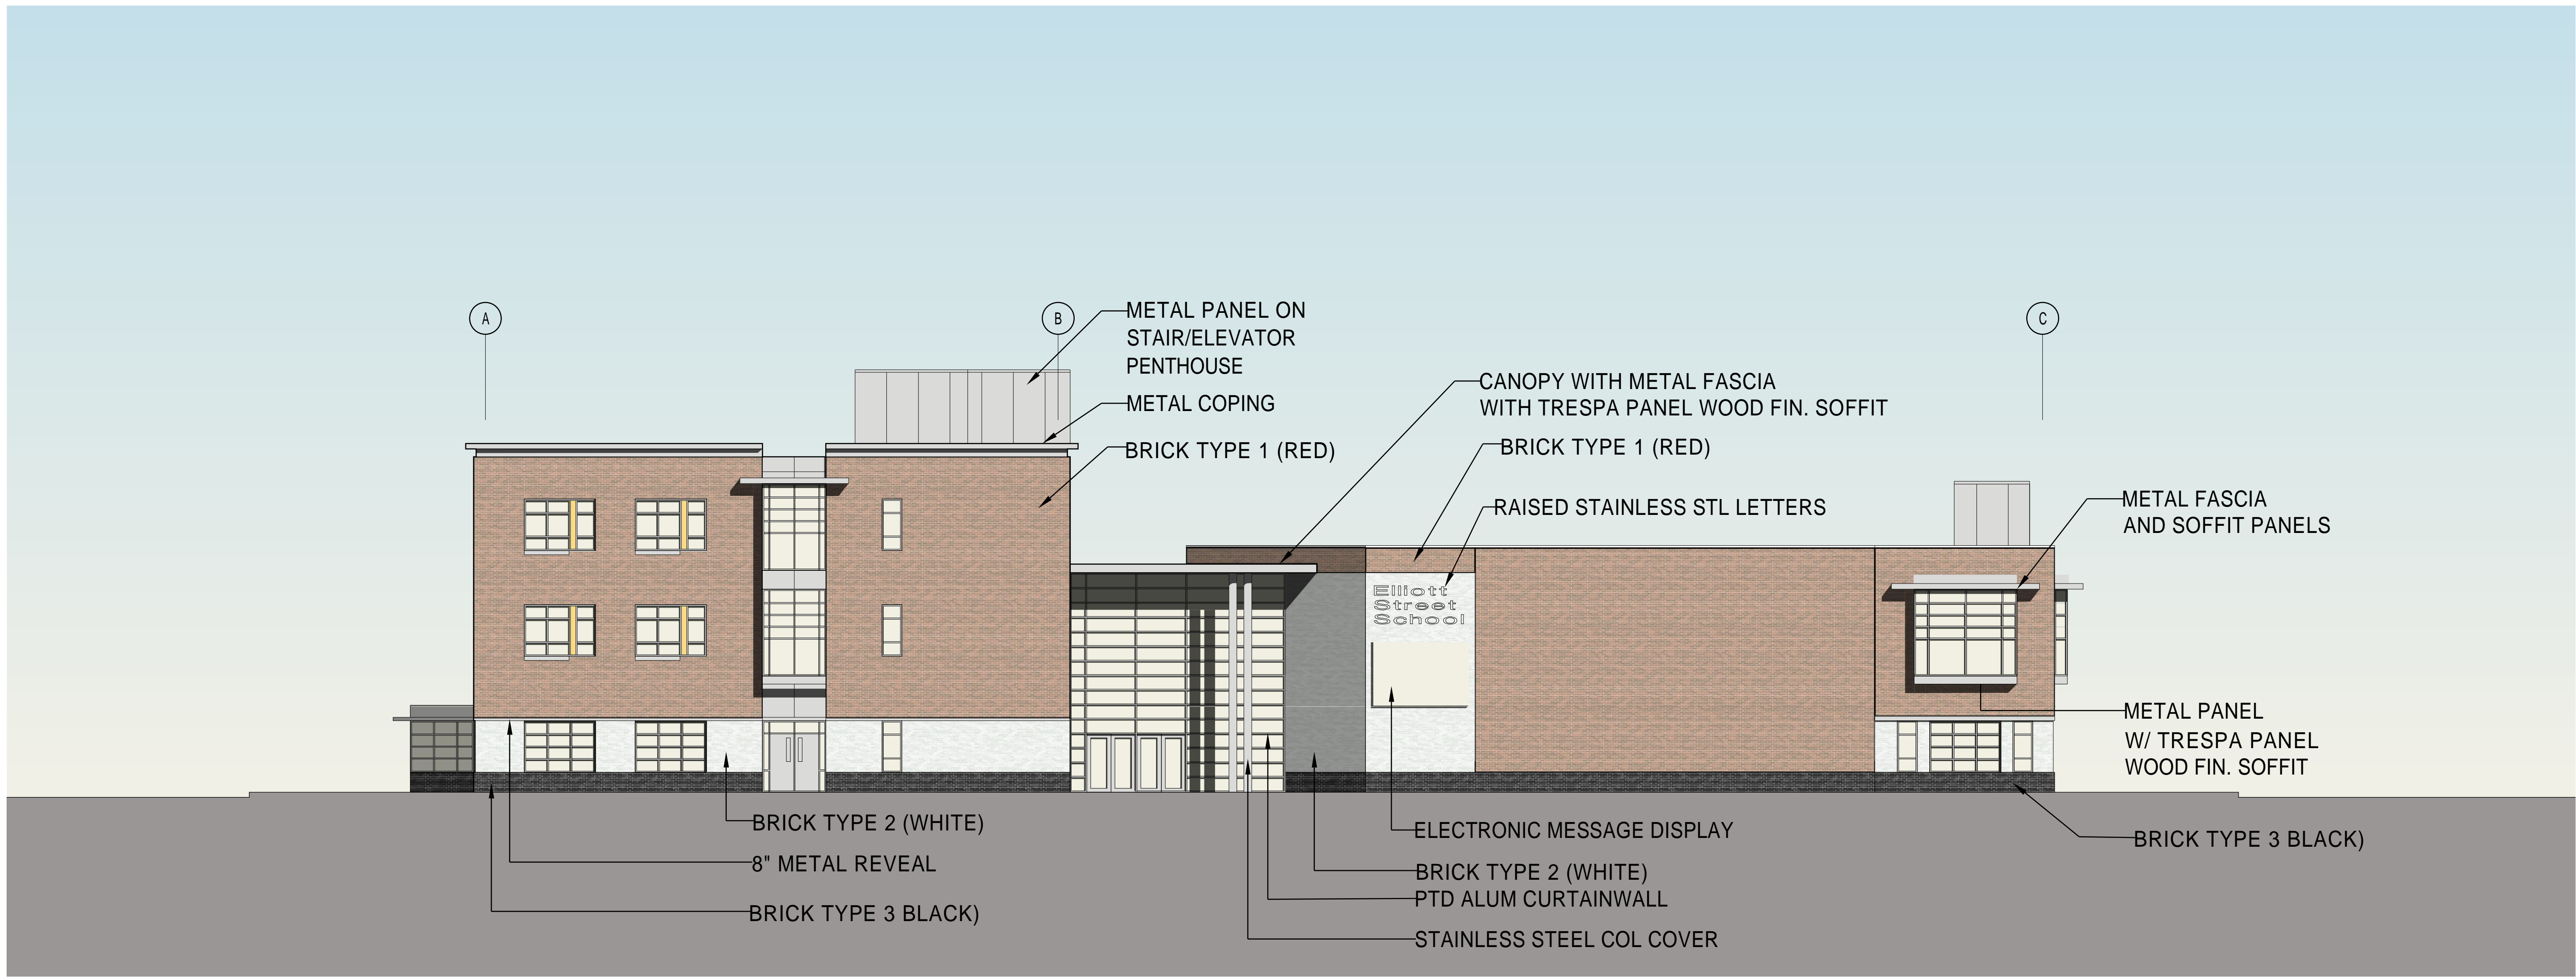 A
B
C
METAL PANEL ON
STAIR/ELEVATOR
PENTHOUSE
METAL COPING
BRICK TYPE 1 (RED)
CANOPY WITH METAL FASCIA
WITH TRESPA PANEL WOOD FIN. SOFFIT
BRICK TYPE 1 (RED)
RAISED STAINLESS STL LETTERS
METAL FASCIA
AND SOFFIT PANELS
Elliott
Street
School
METAL PANEL
W/ TRESPA PANEL
WOOD FIN. SOFFIT
BRICK TYPE 2 (WHITE)
8" METAL REVEAL
BRICK TYPE 3 BLACK)
ELECTRONIC MESSAGE DISPLAY
BRICK TYPE 2 (WHITE)
PTD ALUM CURTAINWALL
STAINLESS STEEL COL COVER
BRICK TYPE 3 BLACK)